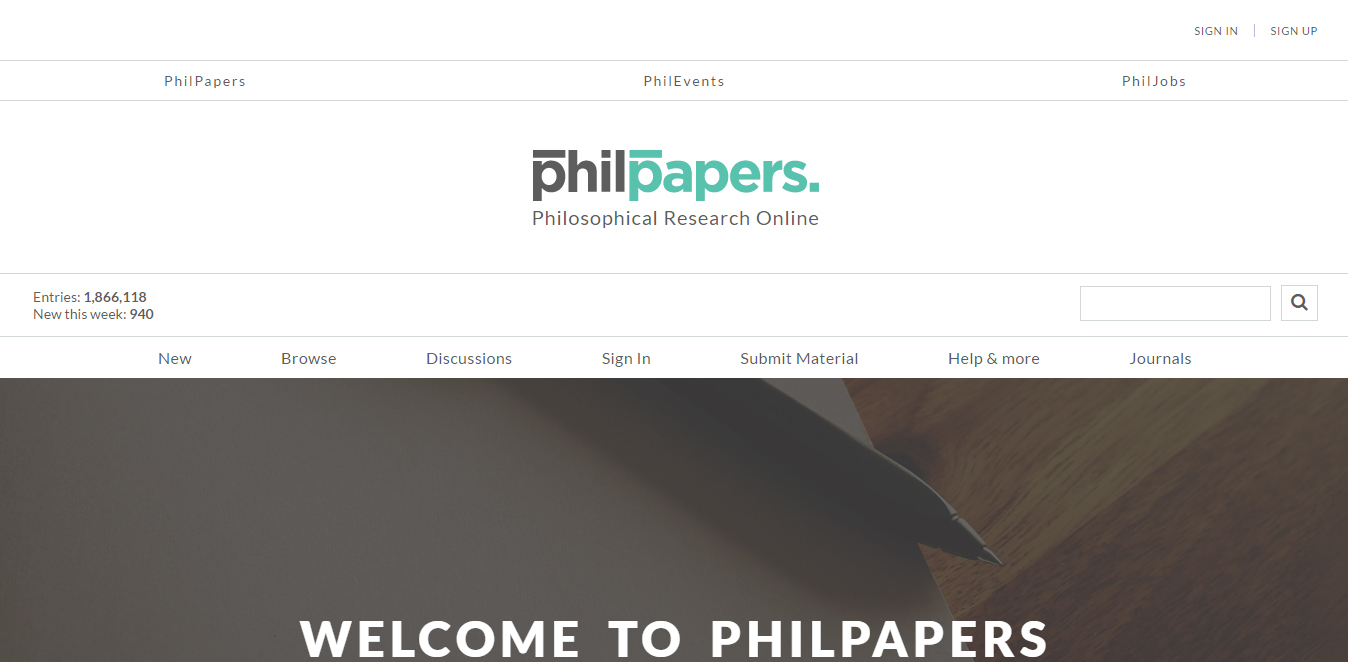 SIGN IN | SIGN UP
PhilPapers PhilEvents PhilJobs
philpapers.
Philosophical Research Online
Entries: 1,866,118
New this week: 940
New Browse Discussions Sign In Submit Material Help & more Journals
WELCOME TO PHILPAPERS